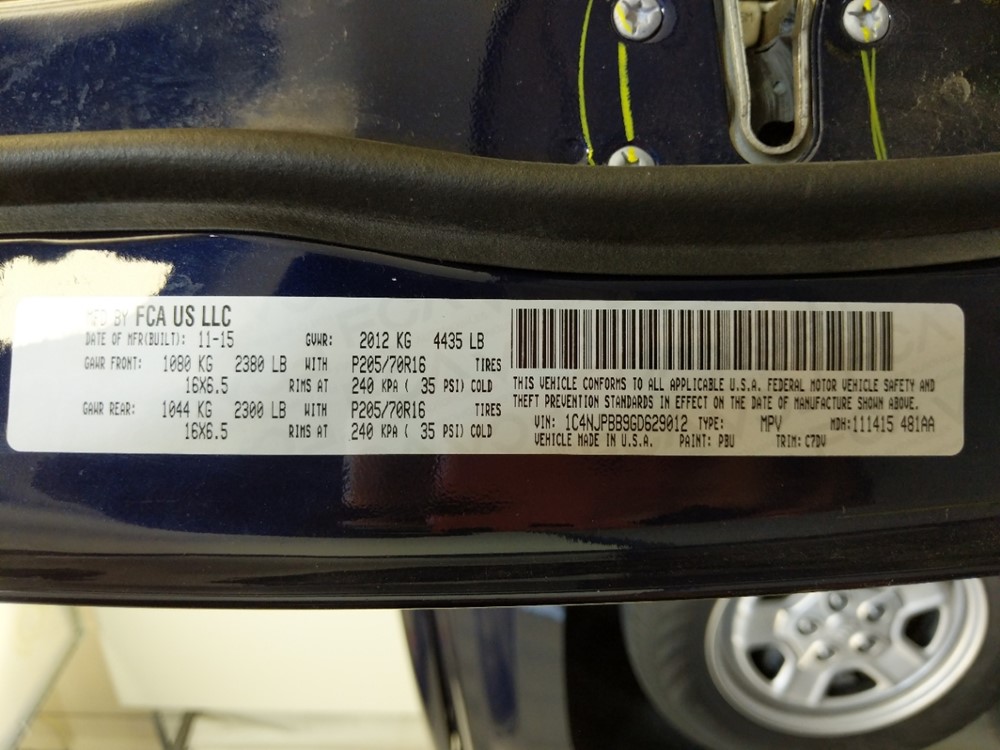 MFD BY FCA US LLC
DATE OF MFR(BUILT): 11-15 GVWR: 2012 KG 4435 LB
GAWR FRONT: 1080 KG 2380 LB WITH P205/70R16 TIRES
16X6.5 RIMS AT 240 KPA ( 35 PSI) COLD
GAWR REAR: 1044 KG 2300 LB WITH P205/70R16 TIRES
16X6.5 RIMS AT 240 KPA ( 35 PSI) COLD
THIS VEHICLE CONFORMS TO ALL APPLICABLE U.S.A. FEDERAL MOTOR VEHICLE SAFETY AND
THEFT PREVENTION STANDARDS IN EFFECT ON THE DATE OF MANUFACTURE SHOWN ABOVE.
VIN: 1C4NJPBB9GD629012 TYPE: MPV MDH: 111415 481AA
VEHICLE MADE IN U.S.A. PAINT: PBU TRIM: C7DV